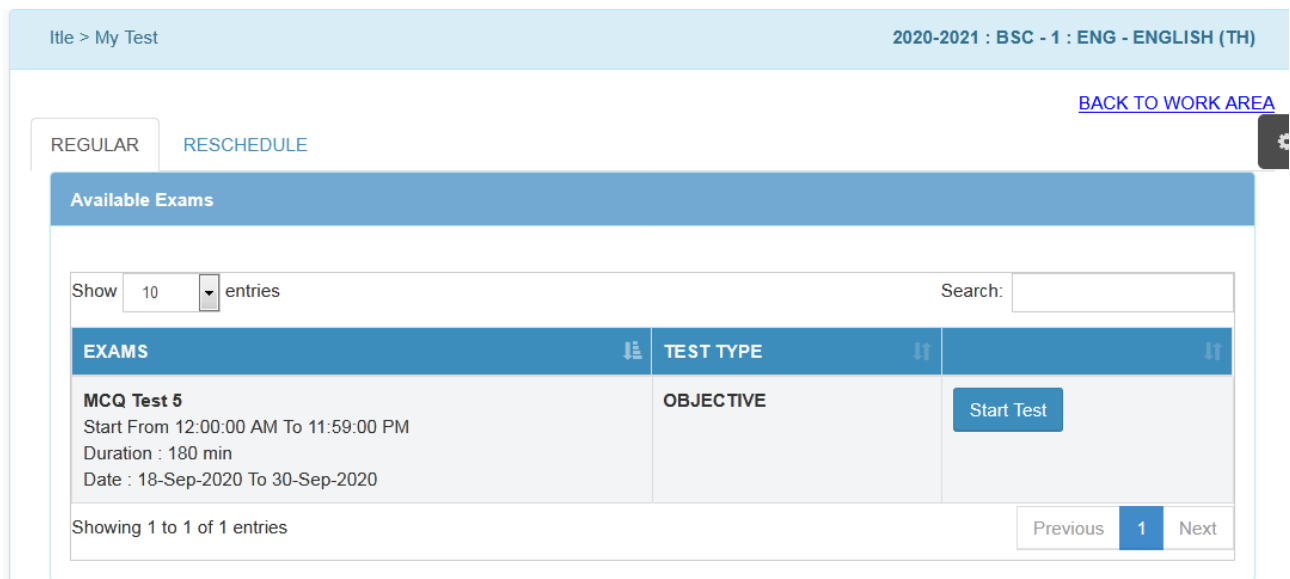 Itle > My Test 2020-2021 : BSC - 1 : ENG - ENGLISH (TH)
BACK TO WORK AREA
REGULAR RESCHEDULE
Available Exams
Show 10 entries Search:
EXAMS TEST TYPE
MCQ Test 5 OBJECTIVE Start Test
Start From 12:00:00 AM To 11:59:00 PM
Duration : 180 min
Date : 18-Sep-2020 To 30-Sep-2020
Showing 1 to 1 of 1 entries Previous 1 Next